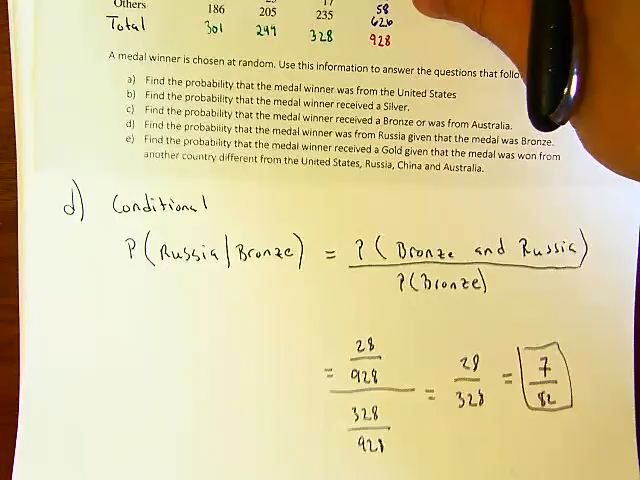 Others 186 205 235 58
626
Total 301 299 328 928
A medal winner is chosen at random. Use this information to answer the questions that follo
a) Find the probability that the medal winner was from the United States
b) Find the probability that the medal winner received a Silver.
c) Find the probability that the medal winner received a Bronze or was from Australia.
d) Find the probability that the medal winner was from Russia given that the medal was Bronze.
e) Find the probability that the medal winner received a Gold given that the medal was won from
another country different from the United States, Russia, China and Australia.
d) Conditional
P(Russia|Bronze) = P(Bronze and Russia)
P(Bronze)
= 28/928 / 328/928 = 28/328 = 7/82